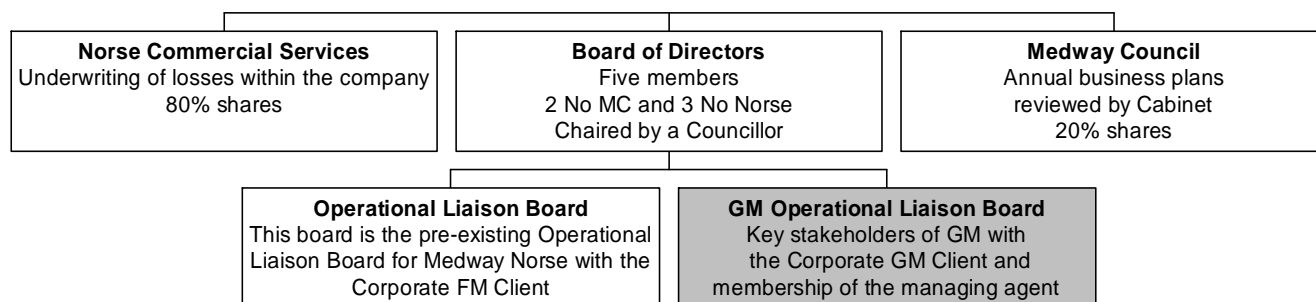 Norse Commercial Services
Underwriting of losses within the company
80% shares
Board of Directors
Five members
2 No MC and 3 No Norse
Chaired by a Councillor
Medway Council
Annual business plans
reviewed by Cabinet
20% shares
Operational Liaison Board
This board is the pre-existing Operational
Liaison Board for Medway Norse with the
Corporate FM Client
GM Operational Liaison Board
Key stakeholders of GM with
the Corporate GM Client and
membership of the managing agent